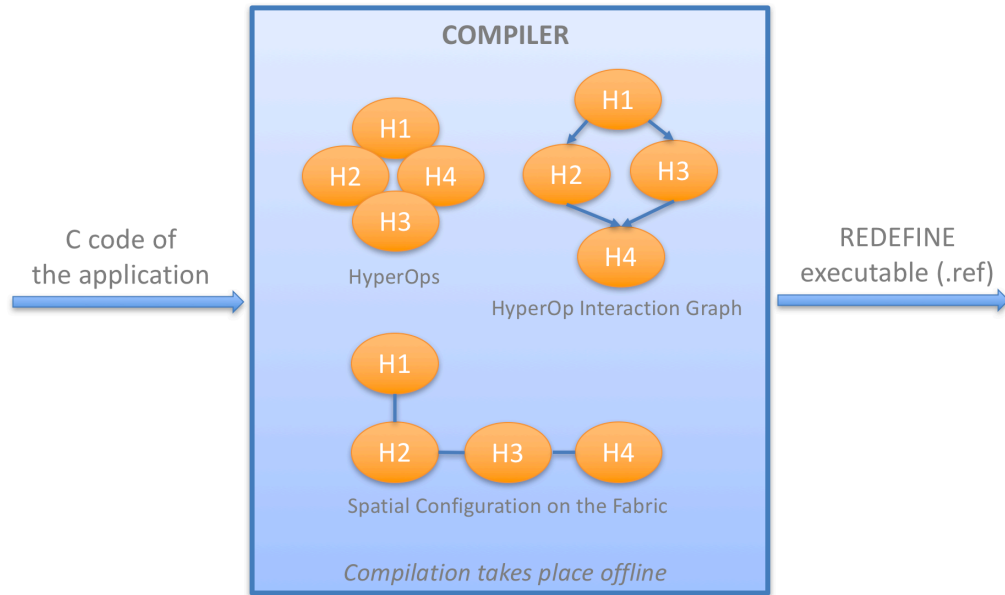 COMPILER
H1
H2
H4
H3
HyperOps
H1
H2
H3
H4
HyperOp Interaction Graph
C code of
the application
REDEFINE
executable (.ref)
H1
H2
H3
H4
Spatial Configuration on the Fabric
Compilation takes place offline